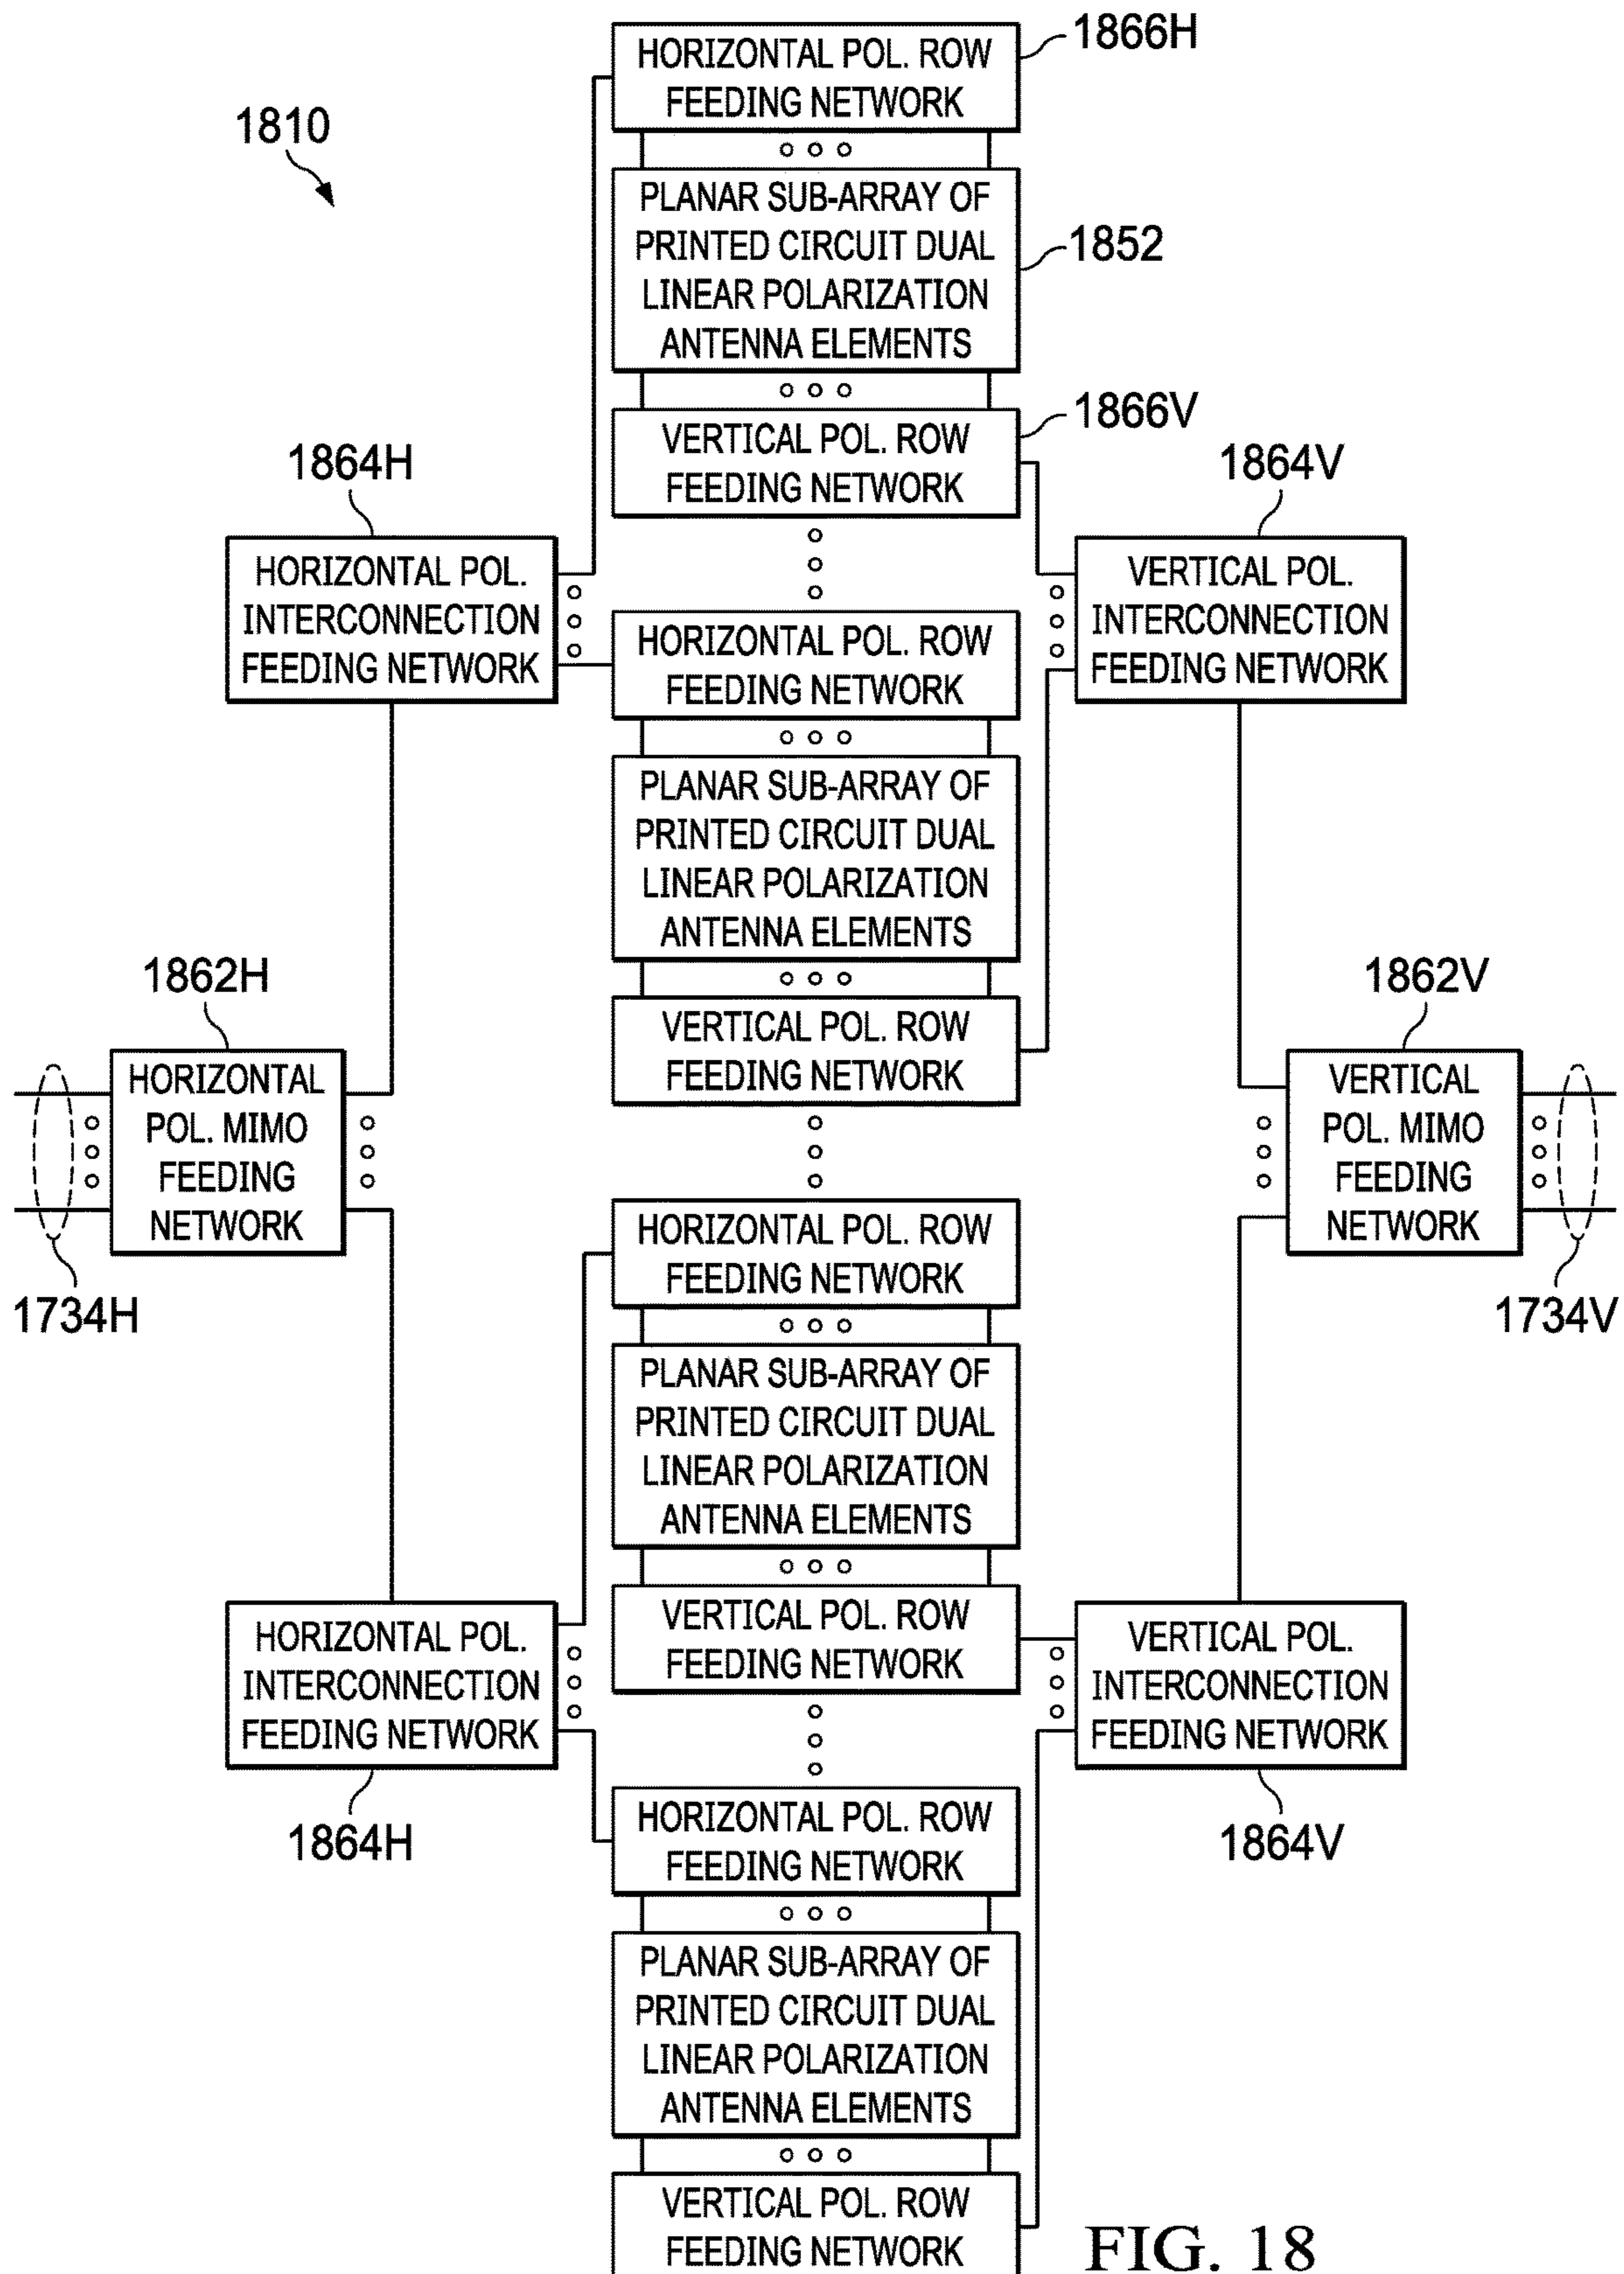 1810
HORIZONTAL POL. ROW
FEEDING NETWORK
1866H
PLANAR SUB-ARRAY OF
PRINTED CIRCUIT DUAL
LINEAR POLARIZATION
ANTENNA ELEMENTS
1852
VERTICAL POL. ROW
FEEDING NETWORK
1866V
1864H
HORIZONTAL POL.
INTERCONNECTION
FEEDING NETWORK
1864V
VERTICAL POL.
INTERCONNECTION
FEEDING NETWORK
HORIZONTAL POL. ROW
FEEDING NETWORK
PLANAR SUB-ARRAY OF
PRINTED CIRCUIT DUAL
LINEAR POLARIZATION
ANTENNA ELEMENTS
VERTICAL POL. ROW
FEEDING NETWORK
1862H
HORIZONTAL
POL. MIMO
FEEDING
NETWORK
1734H
1862V
VERTICAL
POL. MIMO
FEEDING
NETWORK
1734V
HORIZONTAL POL. ROW
FEEDING NETWORK
PLANAR SUB-ARRAY OF
PRINTED CIRCUIT DUAL
LINEAR POLARIZATION
ANTENNA ELEMENTS
VERTICAL POL. ROW
FEEDING NETWORK
HORIZONTAL POL.
INTERCONNECTION
FEEDING NETWORK
1864H
VERTICAL POL.
INTERCONNECTION
FEEDING NETWORK
1864V
HORIZONTAL POL. ROW
FEEDING NETWORK
PLANAR SUB-ARRAY OF
PRINTED CIRCUIT DUAL
LINEAR POLARIZATION
ANTENNA ELEMENTS
VERTICAL POL. ROW
FEEDING NETWORK
FIG. 18